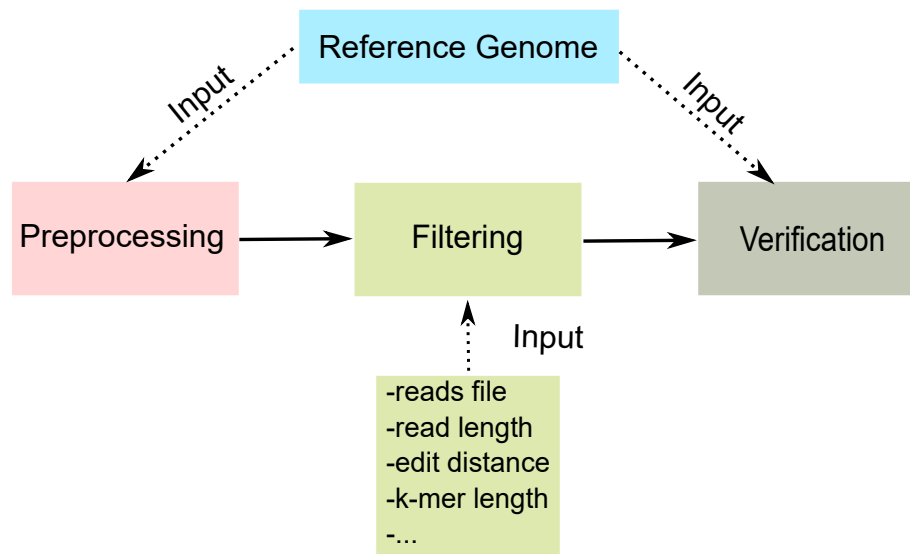 Reference Genome
Input
Input
Preprocessing
Filtering
Verification
Input
-reads file
-read length
-edit distance
-k-mer length
-...